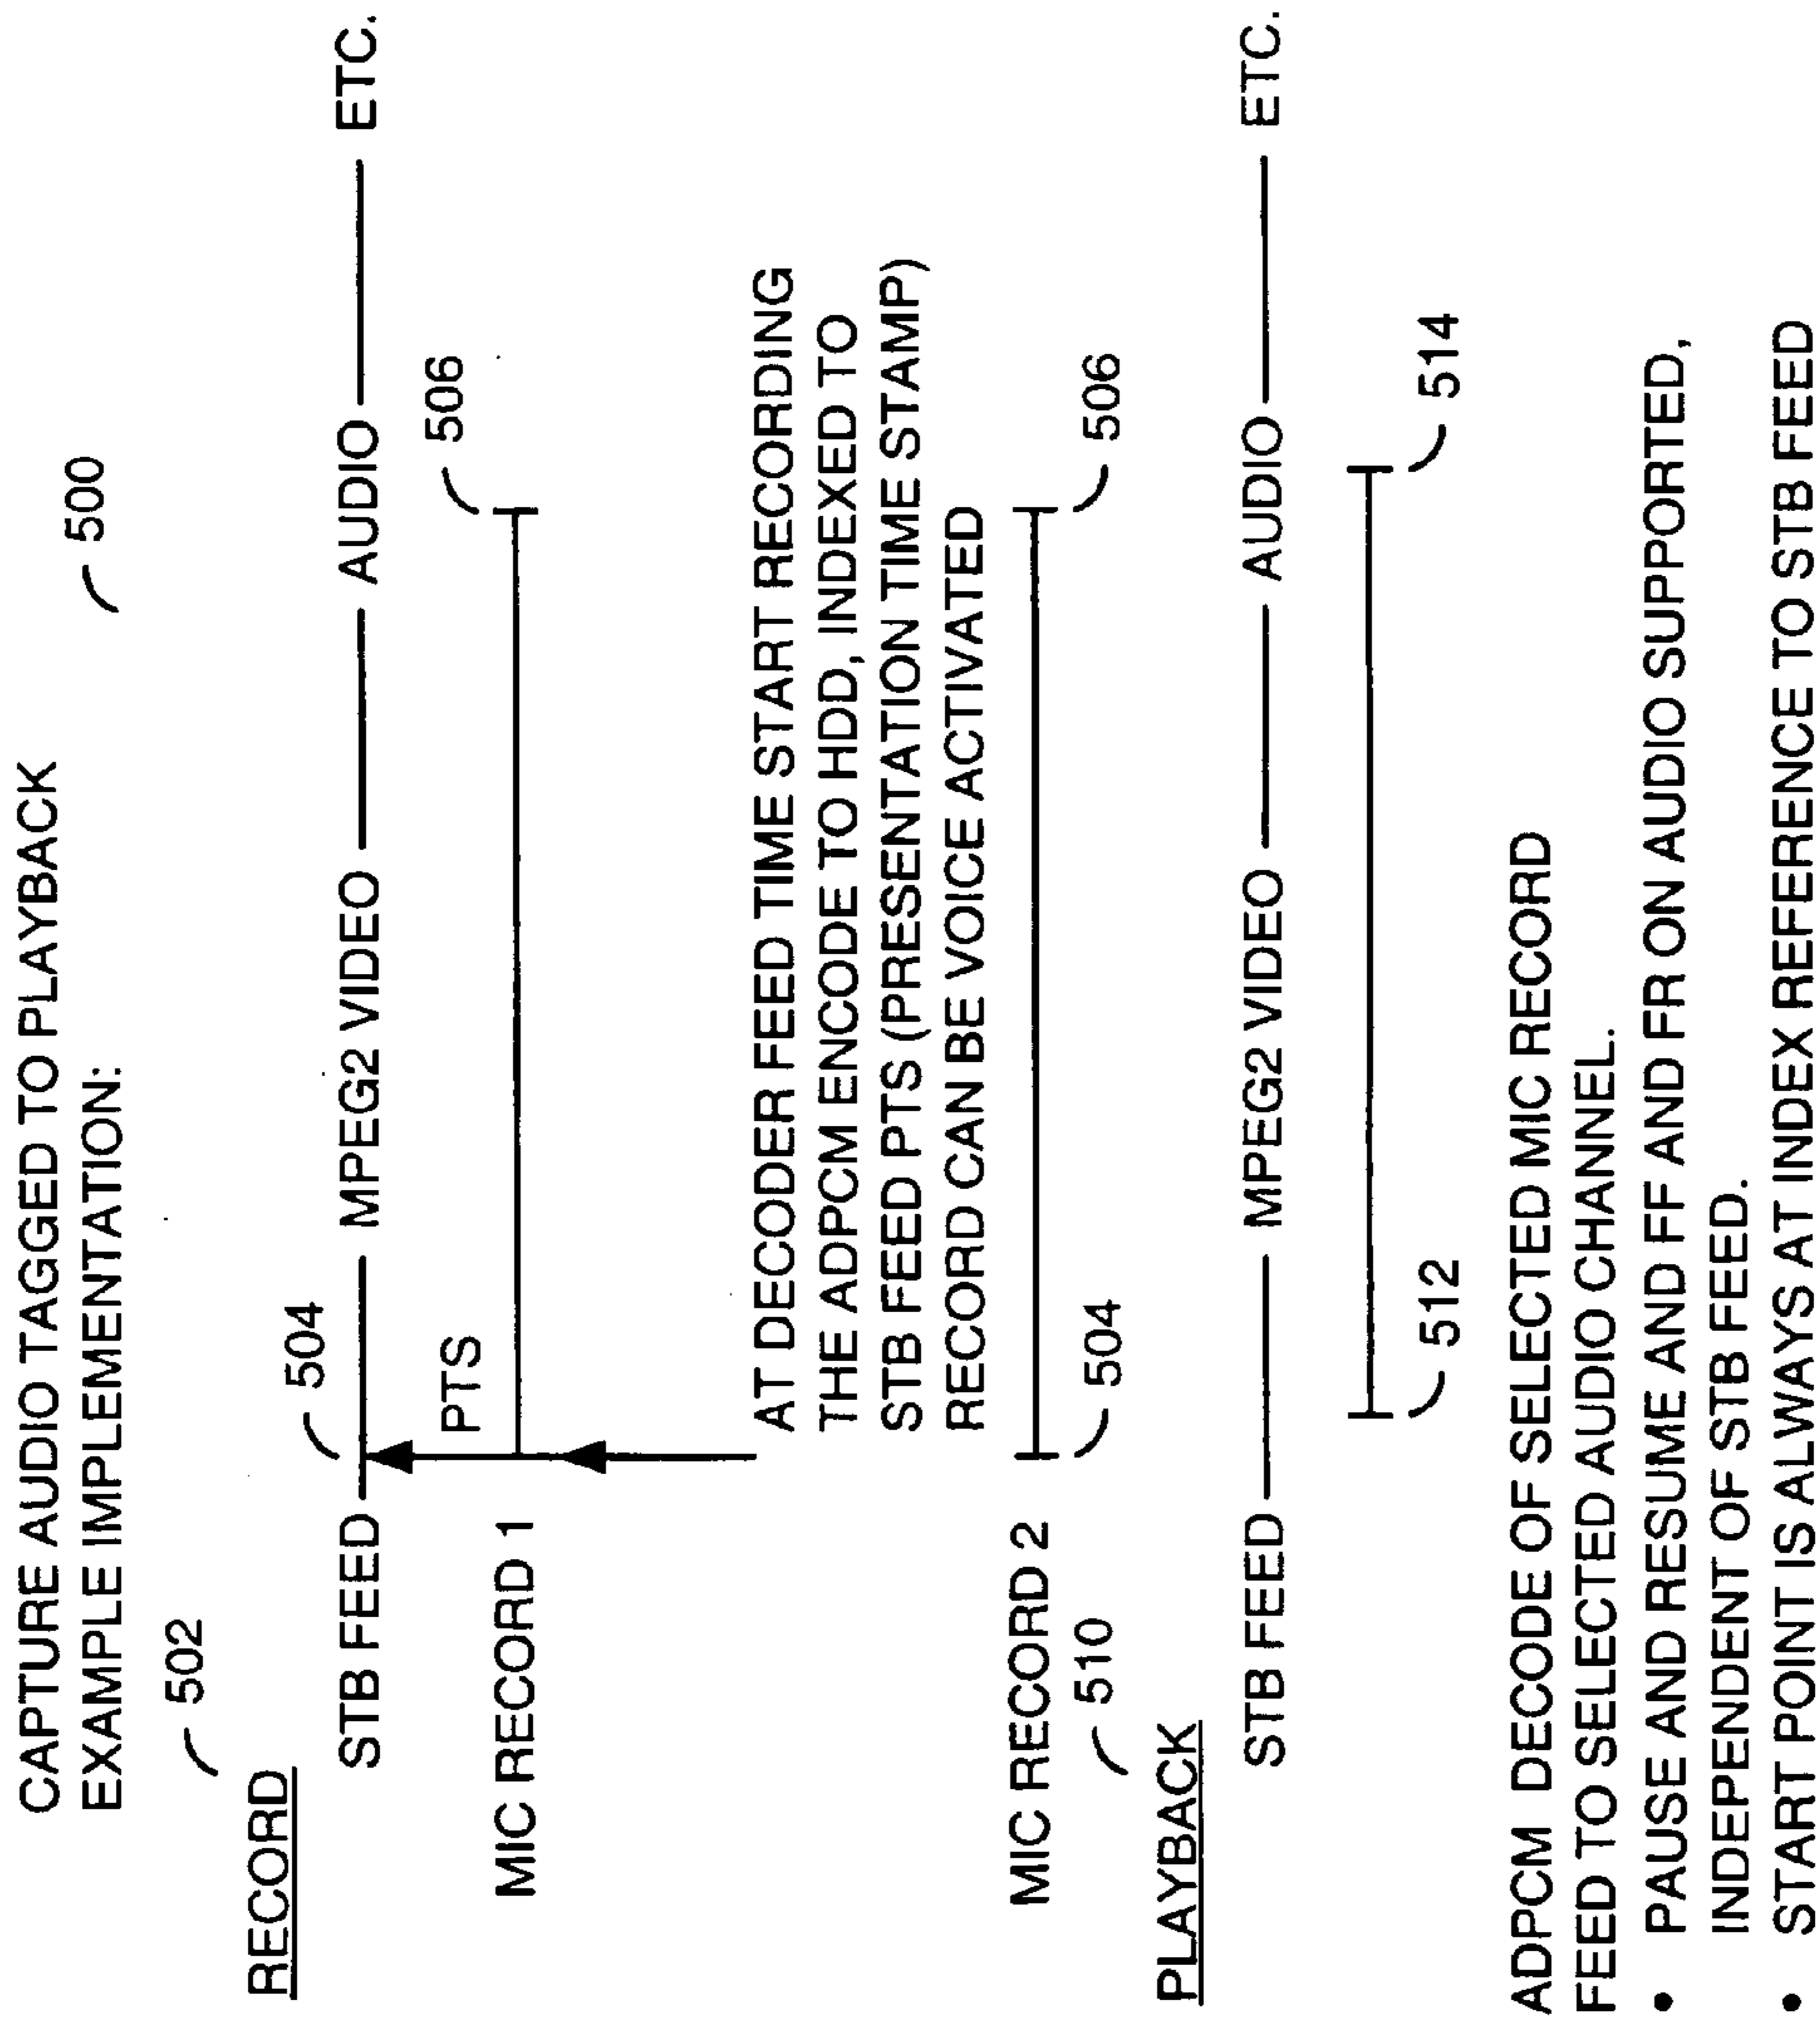 CAPTURE AUDIO TAGGED TO PLAYBACK
EXAMPLE IMPLEMENTATION:
500
502
RECORD
504
STB FEED MPEG2 VIDEO AUDIO ETC.
PTS
506
MIC RECORD 1
AT DECODER FEED TIME START RECORDING
THE ADPCM ENCODE TO HDD, INDEXED TO
STB FEED PTS (PRESENTATION TIME STAMP)
RECORD CAN BE VOICE ACTIVATED
MIC RECORD 2
504
506
510
PLAYBACK
STB FEED MPEG2 VIDEO AUDIO ETC.
512
514
ADPCM DECODE OF SELECTED MIC RECORD
FEED TO SELECTED AUDIO CHANNEL.
• PAUSE AND RESUME AND FF AND FR ON AUDIO SUPPORTED,
INDEPENDENT OF STB FEED.
• START POINT IS ALWAYS AT INDEX REFERENCE TO STB FEED